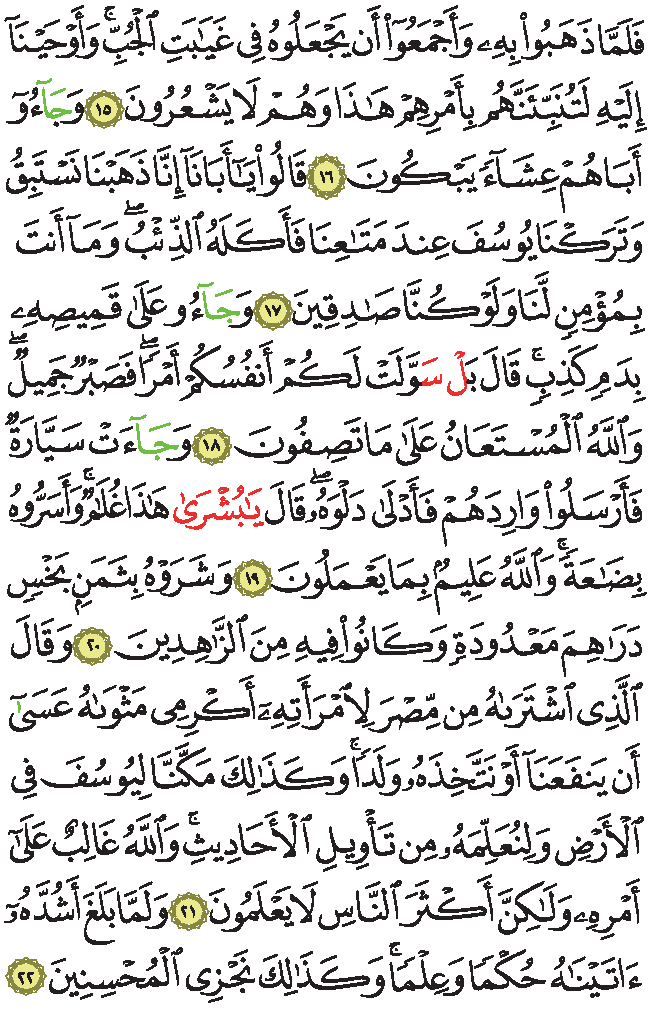 فَلَمَّا ذَهَبُوا۟ بِهِۦ وَأَجْمَعُوٓا۟ أَن يَجْعَلُوهُ فِى غَيَـٰبَتِ ٱلْجُبِّ ۚ وَأَوْحَيْنَآ
إِلَيْهِ لَتُنَبِّئَنَّهُم بِأَمْرِهِمْ هَـٰذَا وَهُمْ لَا يَشْعُرُونَ ١٥ وَجَآءُوٓ
أَبَاهُمْ عِشَآءً يَبْكُونَ ١٦ قَالُوا۟ يَـٰٓأَبَانَآ إِنَّا ذَهَبْنَا نَسْتَبِقُ
وَتَرَكْنَا يُوسُفَ عِندَ مَتَـٰعِنَا فَأَكَلَهُ ٱلذِّئْبُ ۖ وَمَآ أَنتَ
بِمُؤْمِنٍ لَّنَا وَلَوْ كُنَّا صَـٰدِقِينَ ١٧ وَجَآءُو عَلَىٰ قَمِيصِهِۦ
بِدَمٍ كَذِبٍ ۚ قَالَ بَلْ سَوَّلَتْ لَكُمْ أَنفُسُكُمْ أَمْرًا ۖ فَصَبْرٌ جَمِيلٌ ۖ
وَٱللَّهُ ٱلْمُسْتَعَانُ عَلَىٰ مَا تَصِفُونَ ١٨ وَجَآءَتْ سَيَّارَةٌ
فَأَرْسَلُوا۟ وَارِدَهُمْ فَأَدْلَىٰ دَلْوَهُۥ ۖ قَالَ يَـٰبُشْرَىٰ هَـٰذَا غُلَـٰمٌ ۚ وَأَسَرُّوهُ
بِضَـٰعَةً ۚ وَٱللَّهُ عَلِيمٌۢ بِمَا يَعْمَلُونَ ١٩ وَشَرَوْهُ بِثَمَنٍۭ بَخْسٍ
دَرَٰهِمَ مَعْدُودَةٍ وَكَانُوا۟ فِيهِ مِنَ ٱلزَّٰهِدِينَ ٢٠ وَقَالَ
ٱلَّذِى ٱشْتَرَىٰهُ مِن مِّصْرَ لِٱمْرَأَتِهِۦٓ أَكْرِمِى مَثْوَىٰهُ عَسَىٰٓ
أَن يَنفَعَنَآ أَوْ نَتَّخِذَهُۥ وَلَدًا ۚ وَكَذَٰلِكَ مَكَّنَّا لِيُوسُفَ فِى
ٱلْأَرْضِ وَلِنُعَلِّمَهُۥ مِن تَأْوِيلِ ٱلْأَحَادِيثِ ۚ وَٱللَّهُ غَالِبٌ عَلَىٰٓ
أَمْرِهِۦ وَلَـٰكِنَّ أَكْثَرَ ٱلنَّاسِ لَا يَعْلَمُونَ ٢١ وَلَمَّا بَلَغَ أَشُدَّهُۥٓ
ءَاتَيْنَـٰهُ حُكْمًا وَعِلْمًا ۚ وَكَذَٰلِكَ نَجْزِى ٱلْمُحْسِنِينَ ٢٢